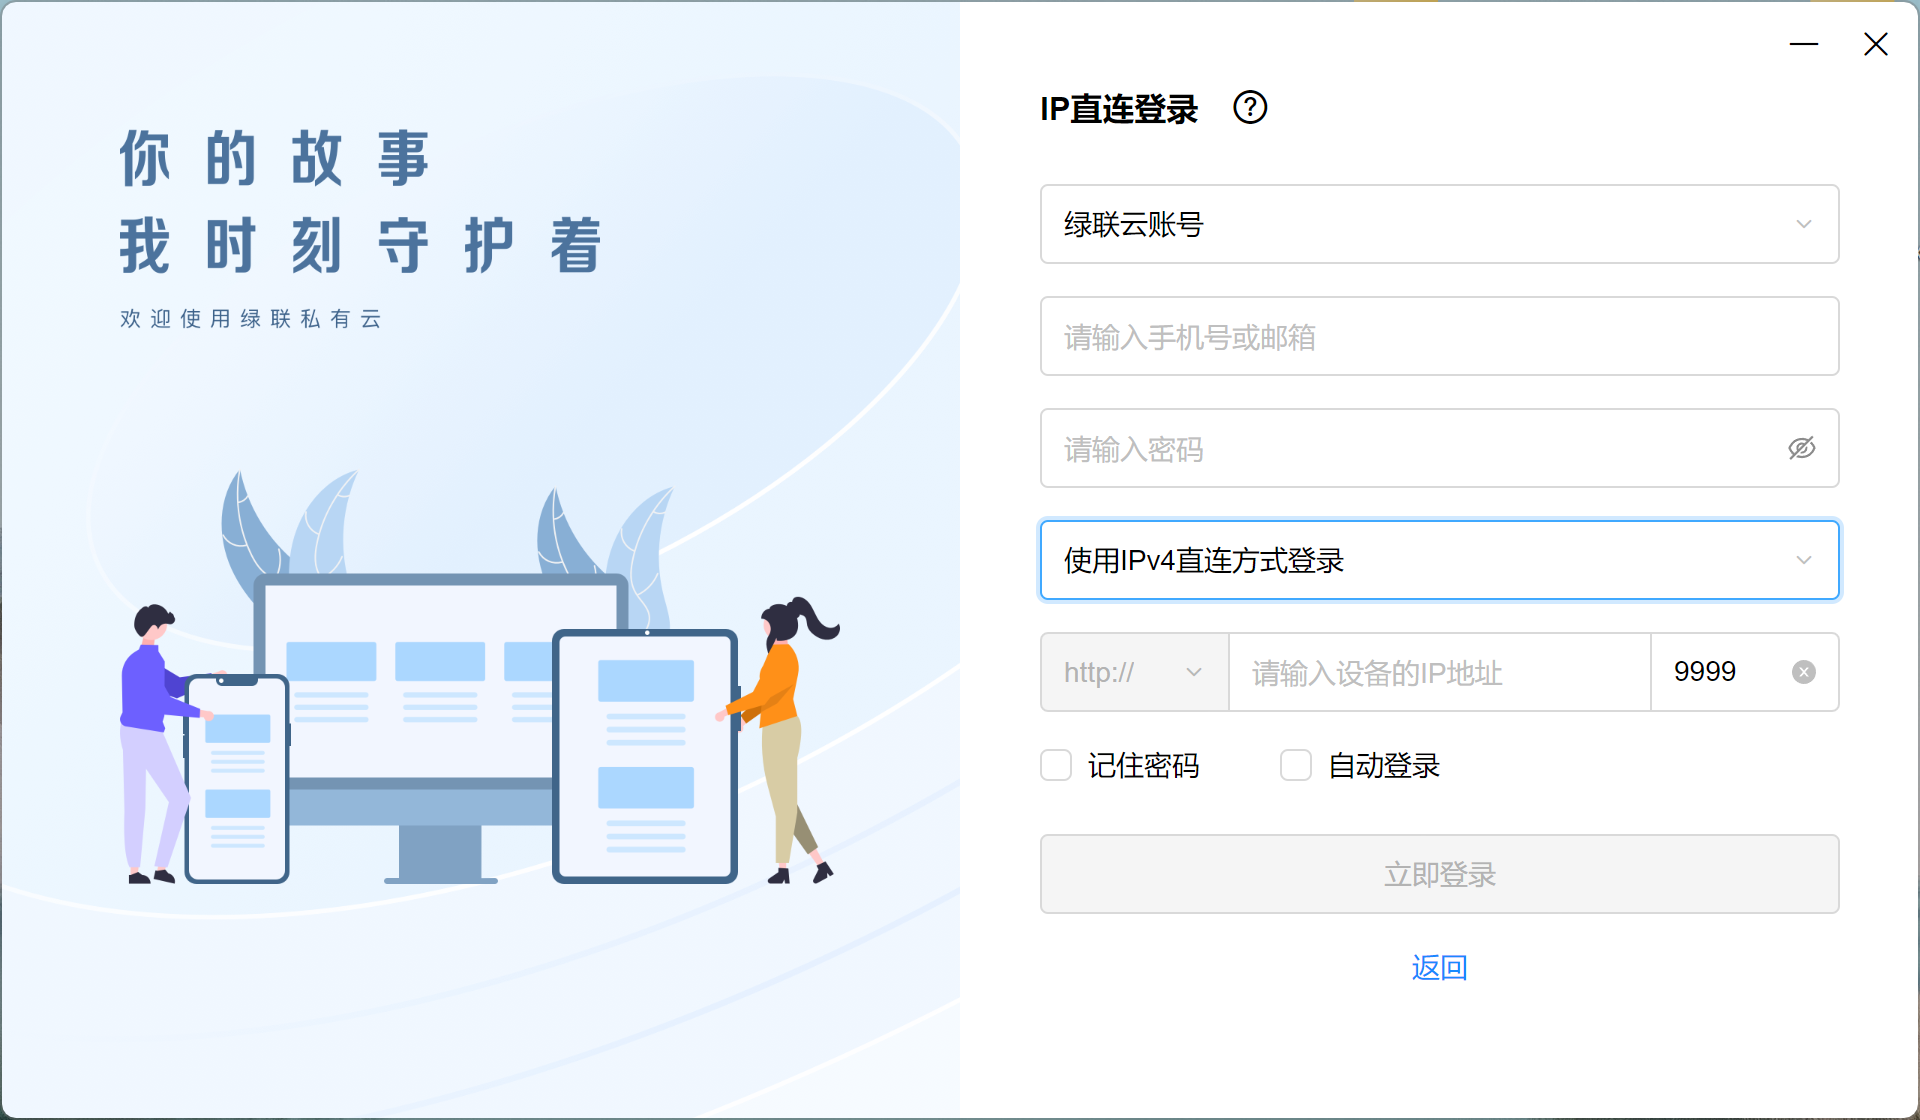 你的故事
我时刻守护着
欢迎使用绿联私有云
IP直连登录
绿联云账号
请输入手机号或邮箱
请输入密码
使用IPv4直连方式登录
http:// 请输入设备的IP地址 9999
记住密码 自动登录
立即登录
返回